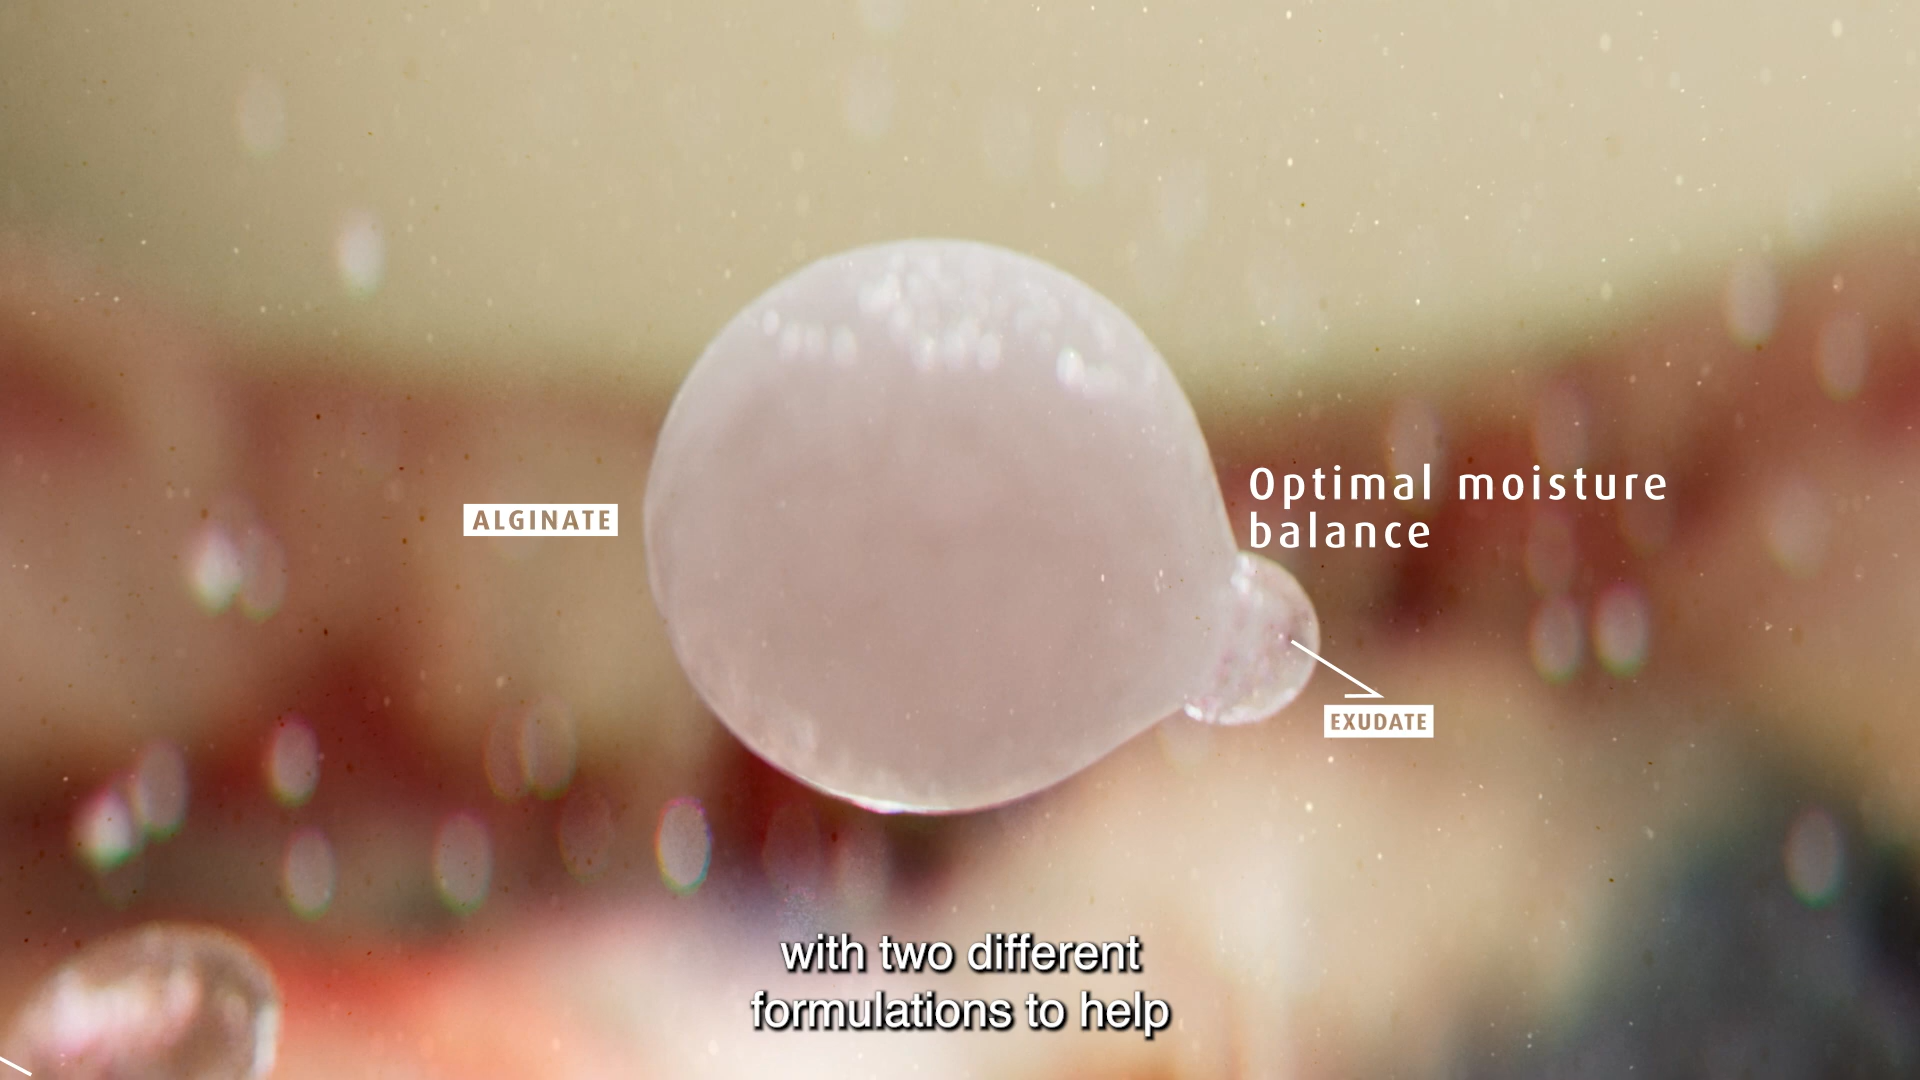 ALGINATE
Optimal moisture
balance
EXUDATE
with two different
formulations to help